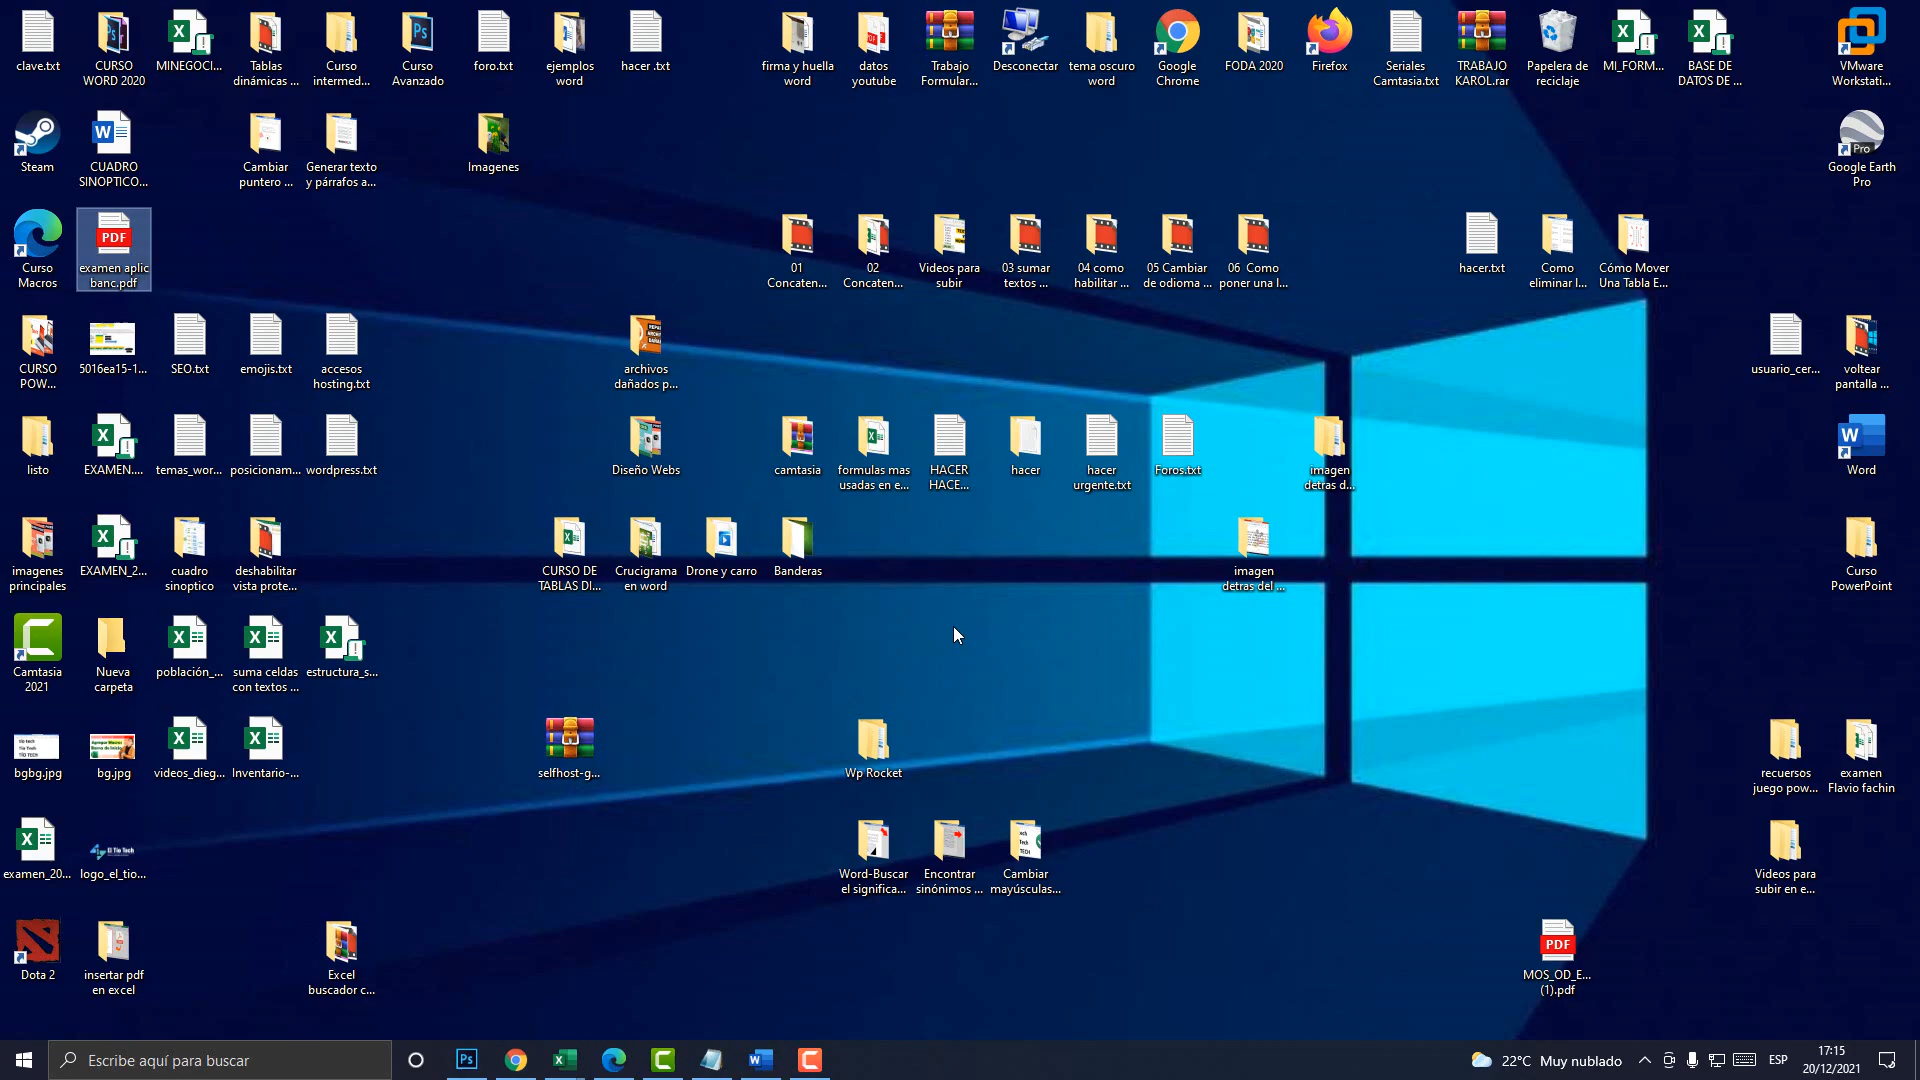 clave.txt
CURSO
WORD 2020
MINEGOCI...
Tablas
dinámicas ...
Curso
intermed...
Curso
Avanzado
foro.txt
ejemplos
word
hacer .txt
firma y huella
word
datos
youtube
Trabajo
Formular...
Desconectar
tema oscuro
word
Google
Chrome
FODA 2020
Firefox
Seriales
Camtasia.txt
TRABAJO
KAROL.rar
Papelera de
reciclaje
MI_FORM...
BASE DE
DATOS DE ...
VMware
Workstati...
Steam
CUADRO
SINOPTICO...
Cambiar
puntero ...
Generar texto
y párrafos a...
Imagenes
Pro
Google Earth
Pro
Curso
Macros
PDF
examen aplic
banc.pdf
01
Concaten...
02
Concaten...
Videos para
subir
03 sumar
textos ...
04 como
habilitar ...
05 Cambiar
de odioma ...
06 Como
poner una l...
hacer.txt
Como
eliminar l...
Cómo Mover
Una Tabla E...
CURSO
POW...
5016ea15-1...
SEO.txt
emojis.txt
accesos
hosting.txt
archivos
dañados p...
usuario_cer...
voltear
pantalla ...
listo
EXAMEN....
temas_wor...
posicionam...
wordpress.txt
Diseño Webs
camtasia
formulas mas
usadas en e...
HACER
HACE...
hacer
hacer
urgente.txt
Foros.txt
imagen
detras d...
Word
imagenes
principales
EXAMEN_2...
cuadro
sinoptico
deshabilitar
vista prote...
CURSO DE
TABLAS DI...
Crucigrama
en word
Drone y carro
Banderas
imagen
detras del ...
Curso
PowerPoint
Camtasia
2021
Nueva
carpeta
población_...
suma celdas
con textos ...
estructura_s...
bgbg.jpg
bg.jpg
videos_dieg...
Inventario-...
selfhost-g...
Wp Rocket
recuersos
juego pow...
examen
Flavio fachin
examen_20...
El Tío Tech
logo_el_tio...
Word-Buscar
el significa...
Encontrar
sinónimos ...
Cambiar
mayúsculas...
Videos para
subir en e...
Dota 2
insertar pdf
en excel
Excel
buscador c...
PDF
MOS_OD_E...
(1).pdf
Escribe aquí para buscar
22°C Muy nublado
ESP
17:15
20/12/2021